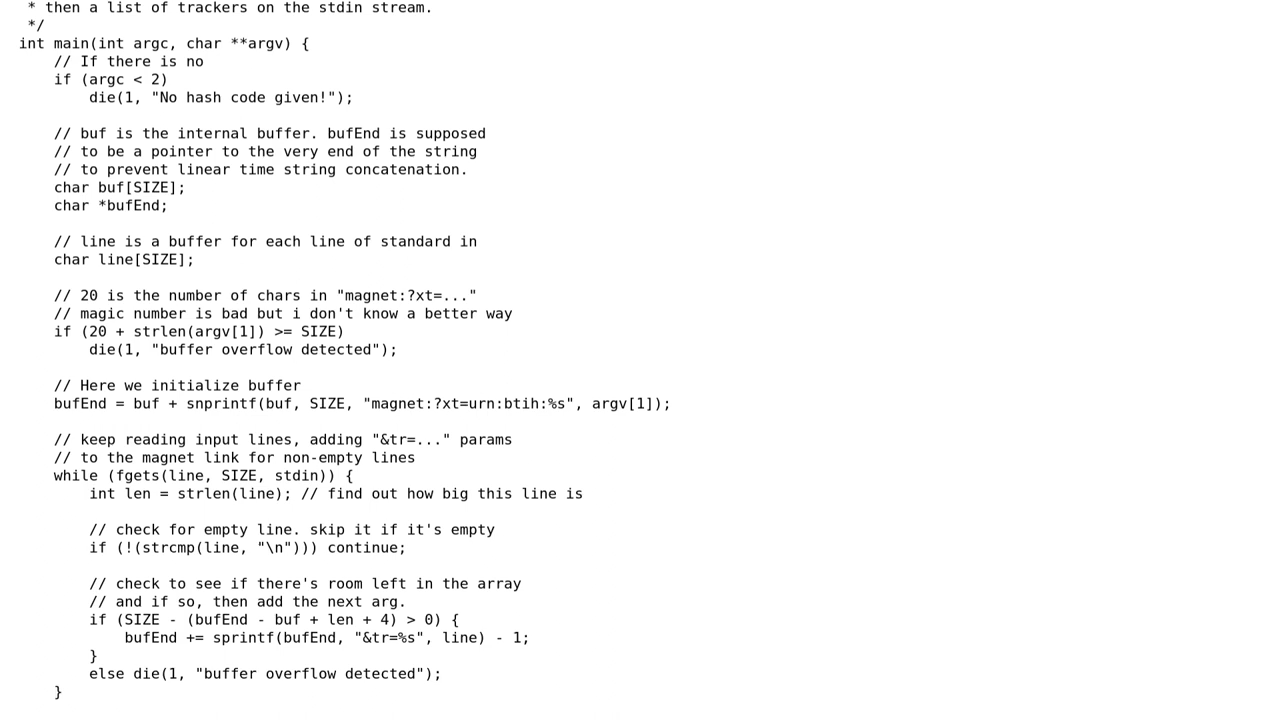 * then a list of trackers on the stdin stream.
 */
int main(int argc, char **argv) {
    // If there is no
    if (argc < 2)
        die(1, "No hash code given!");

    // buf is the internal buffer. bufEnd is supposed
    // to be a pointer to the very end of the string
    // to prevent linear time string concatenation.
    char buf[SIZE];
    char *bufEnd;

    // line is a buffer for each line of standard in
    char line[SIZE];

    // 20 is the number of chars in "magnet:?xt=..."
    // magic number is bad but i don't know a better way
    if (20 + strlen(argv[1]) >= SIZE)
        die(1, "buffer overflow detected");

    // Here we initialize buffer
    bufEnd = buf + snprintf(buf, SIZE, "magnet:?xt=urn:btih:%s", argv[1]);

    // keep reading input lines, adding "&tr=..." params
    // to the magnet link for non-empty lines
    while (fgets(line, SIZE, stdin)) {
        int len = strlen(line); // find out how big this line is

        // check for empty line. skip it if it's empty
        if (!(strcmp(line, "\n"))) continue;

        // check to see if there's room left in the array
        // and if so, then add the next arg.
        if (SIZE - (bufEnd - buf + len + 4) > 0) {
            bufEnd += sprintf(bufEnd, "&tr=%s", line) - 1;
        }
        else die(1, "buffer overflow detected");
    }